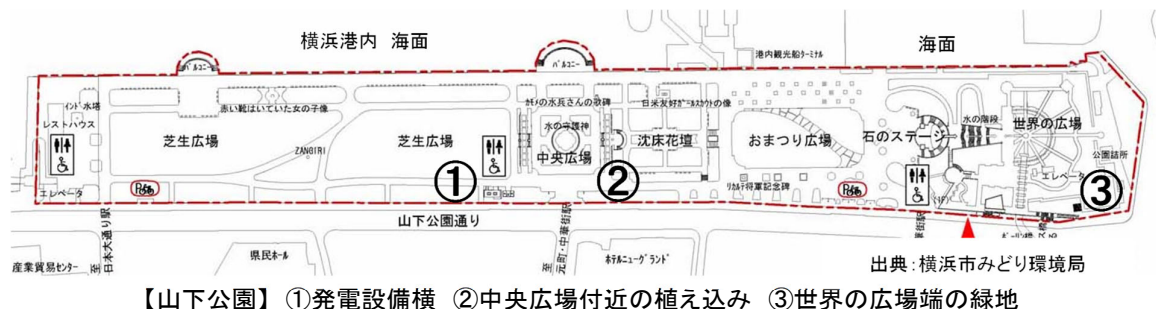 横浜港内 海面
海面
バルコニー
バルコニー
港内観光船ターミナル
インド水塔
レストハウス
赤い靴はいていた女の子像
カモメの水兵さんの歌碑
日米友好ガールスカウトの像
水の守護神
水の階段
芝生広場
ZANGIRI
芝生広場
中央広場
沈床花壇
おまつり広場
石のステージ
世界の広場
公園詰所
エレベータ
エレベータ
リカルテ将軍記念碑
①
②
③
山下公園通り
至 日本大通り駅
至 元町・中華街駅
産業貿易センター
県民ホール
ホテルニューグランド
出典:横浜市みどり環境局
【山下公園】 ①発電設備横 ②中央広場付近の植え込み ③世界の広場端の緑地